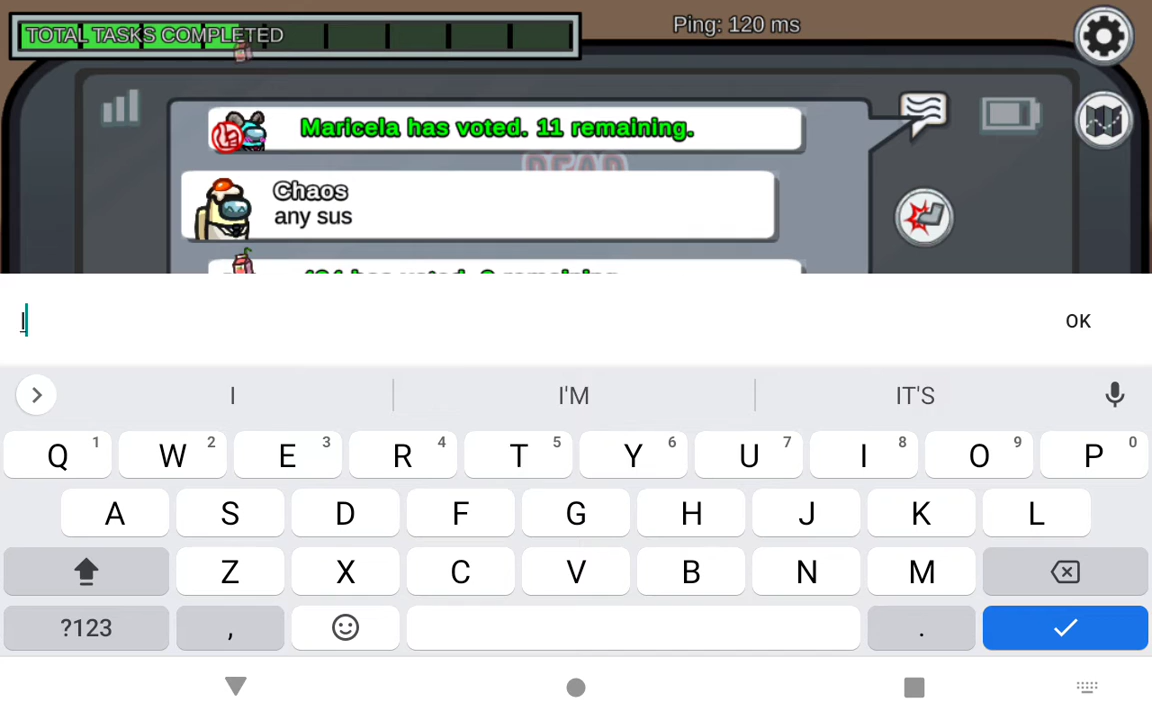 TOTAL TASKS COMPLETED
Ping: 120 ms
Maricela has voted. 11 remaining.
DEAD
Chaos
any sus
I
OK
I
I'M
IT'S
Q 1 W 2 E 3 R 4 T 5 Y 6 U 7 I 8 O 9 P 0
A S D F G H J K L
Z X C V B N M
?123 , .